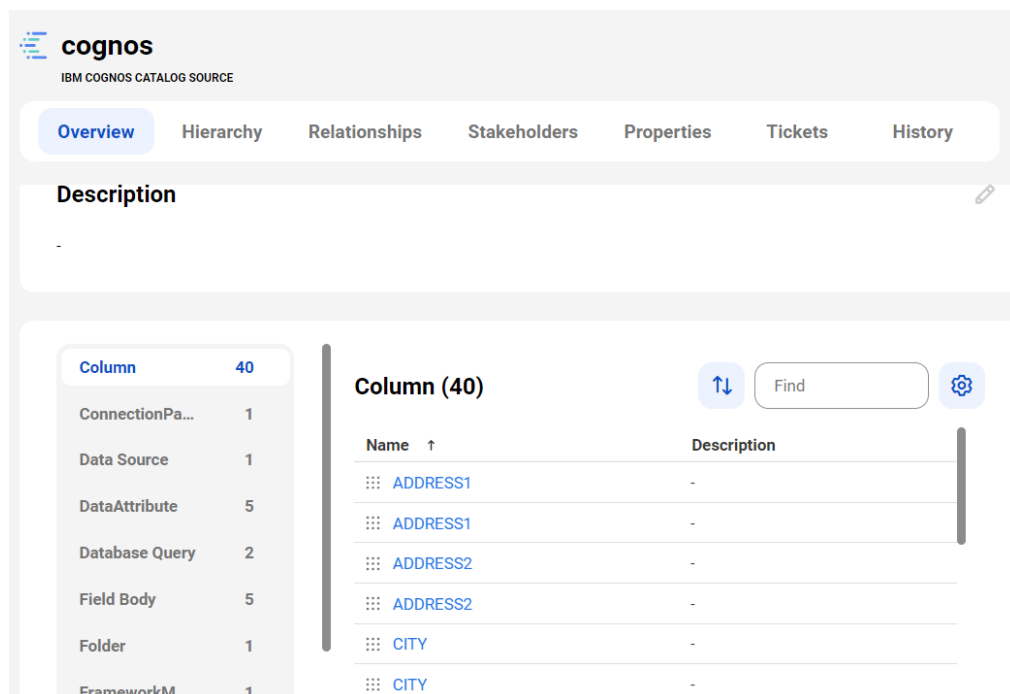 cognos
IBM COGNOS CATALOG SOURCE
Overview Hierarchy Relationships Stakeholders Properties Tickets History
Description
-
Column 40
ConnectionPa... 1
Data Source 1
DataAttribute 5
Database Query 2
Field Body 5
Folder 1
FrameworkM 1
Column (40)
Find
Name ↑ Description
ADDRESS1 -
ADDRESS1 -
ADDRESS2 -
ADDRESS2 -
CITY -
CITY -